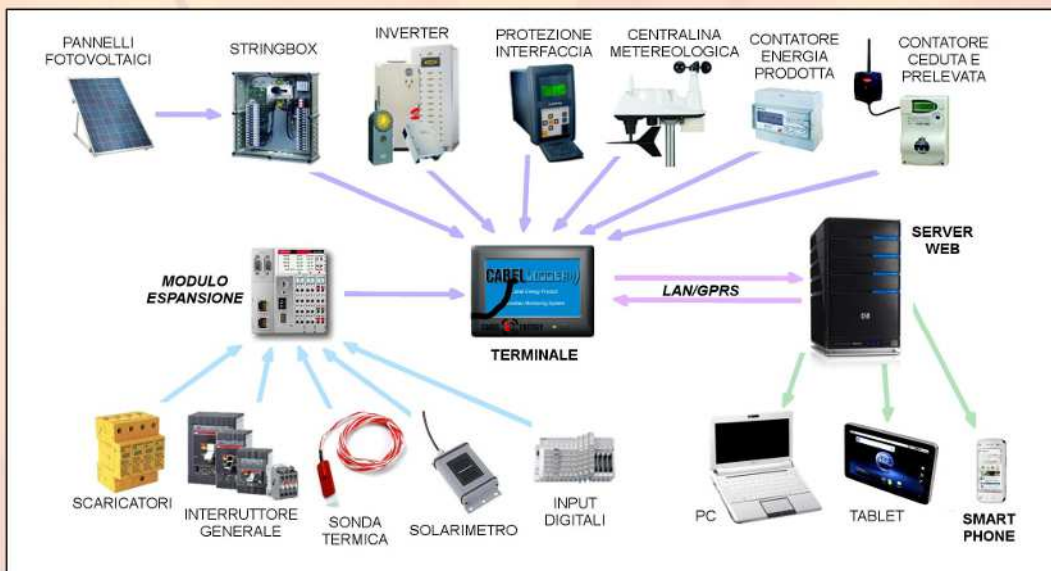 PANNELLI
FOTOVOLTAICI
STRINGBOX
INVERTER
PROTEZIONE
INTERFACCIA
CENTRALINA
METEREOLOGICA
CONTATORE
ENERGIA
PRODOTTA
CONTATORE
CEDUTA E
PRELEVATA
MODULO
ESPANSIONE
CABEL
TERMINALE
LAN/GPRS
SERVER
WEB
SCARICATORI
INTERRUTTORE
GENERALE
SONDA
TERMICA
SOLARIMETRO
INPUT
DIGITALI
PC
TABLET
SMART
PHONE